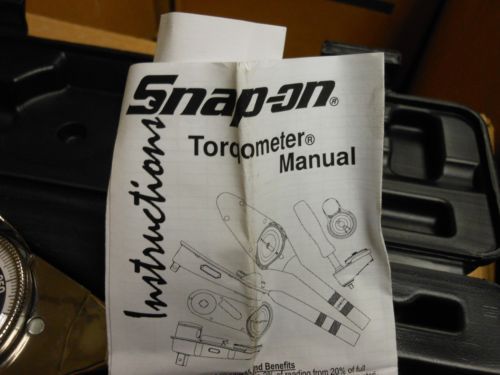 Snap-on®
Instructions
Torqometer®
Manual
and Benefits
of reading from 20% of full